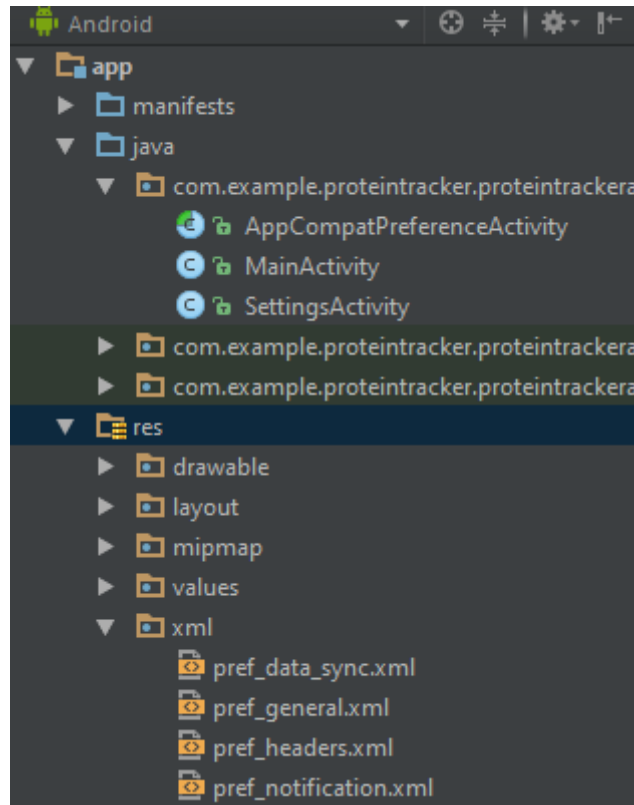 Android
app
manifests
java
com.example.proteintracker.proteintrackera
AppCompatPreferenceActivity
MainActivity
SettingsActivity
com.example.proteintracker.proteintrackera
com.example.proteintracker.proteintrackera
res
drawable
layout
mipmap
values
xml
pref_data_sync.xml
pref_general.xml
pref_headers.xml
pref_notification.xml